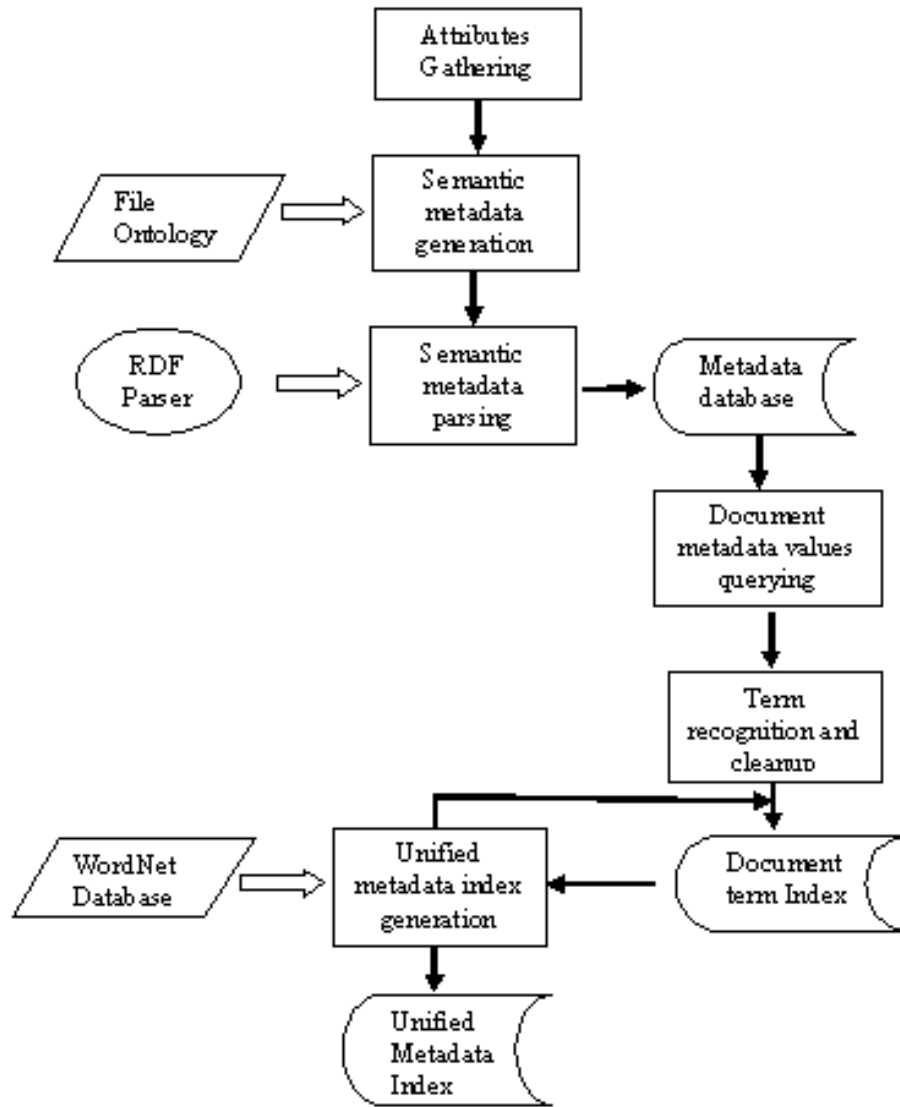 Attributes
Gathering
File
Ontology
Semantic
metadata
generation
RDF
Parser
Semantic
metadata
parsing
Metadata
database
Document
metadata values
querying
Term
recognition and
cleanup
WordNet
Database
Unified
metadata index
generation
Document
term Index
Unified
Metadata
Index